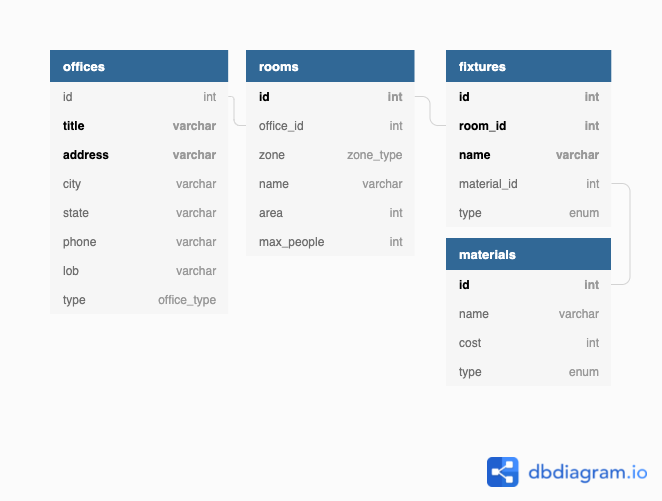 offices
id int
title varchar
address varchar
city varchar
state varchar
phone varchar
lob varchar
type office_type
rooms
id int
office_id int
zone zone_type
name varchar
area int
max_people int
fixtures
id int
room_id int
name varchar
material_id int
type enum
materials
id int
name varchar
cost int
type enum
dbdiagram.io